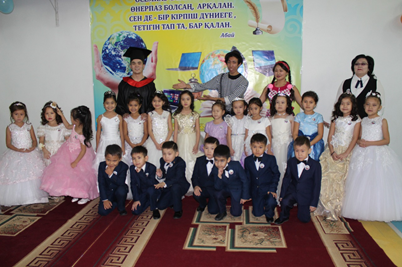 ӨНЕРПАЗ БОЛСАҢ, АРҚАЛАН.
СЕН ДЕ - БІР КІРПІШ ДҮНИЕГЕ,
ТЕТІГІН ТАП ТА, БАР ҚАЛАН.
Абай